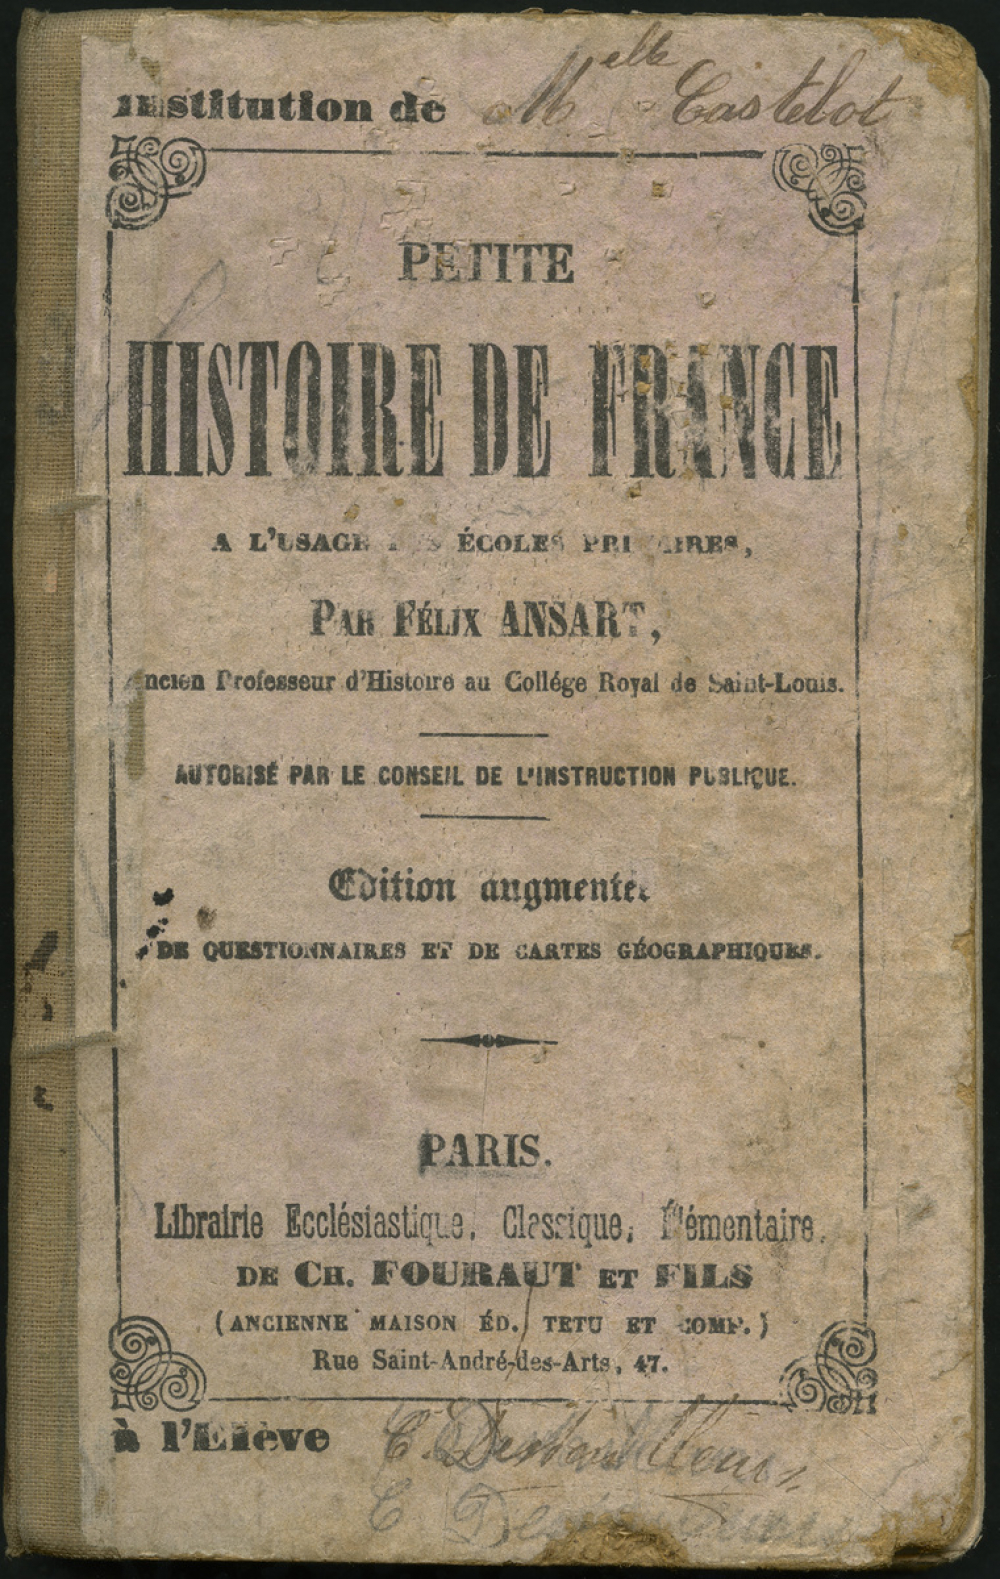 Institution de Melle Castelot
PETITE
HISTOIRE DE FRANCE
A L'USAGE DES ÉCOLES PRIMAIRES,
PAR FÉLIX ANSART,
Ancien Professeur d'Histoire au Collége Royal de Saint-Louis.
AUTORISÉ PAR LE CONSEIL DE L'INSTRUCTION PUBLIQUE.
Edition augmentée
DE QUESTIONNAIRES ET DE CARTES GÉOGRAPHIQUES.
PARIS.
Librairie Ecclésiastique, Classique, Élémentaire,
DE CH. FOURAUT ET FILS
(ANCIENNE MAISON ÉD. TETU ET COMP.)
Rue Saint-André-des-Arts, 47.
à l'Elève C.
C